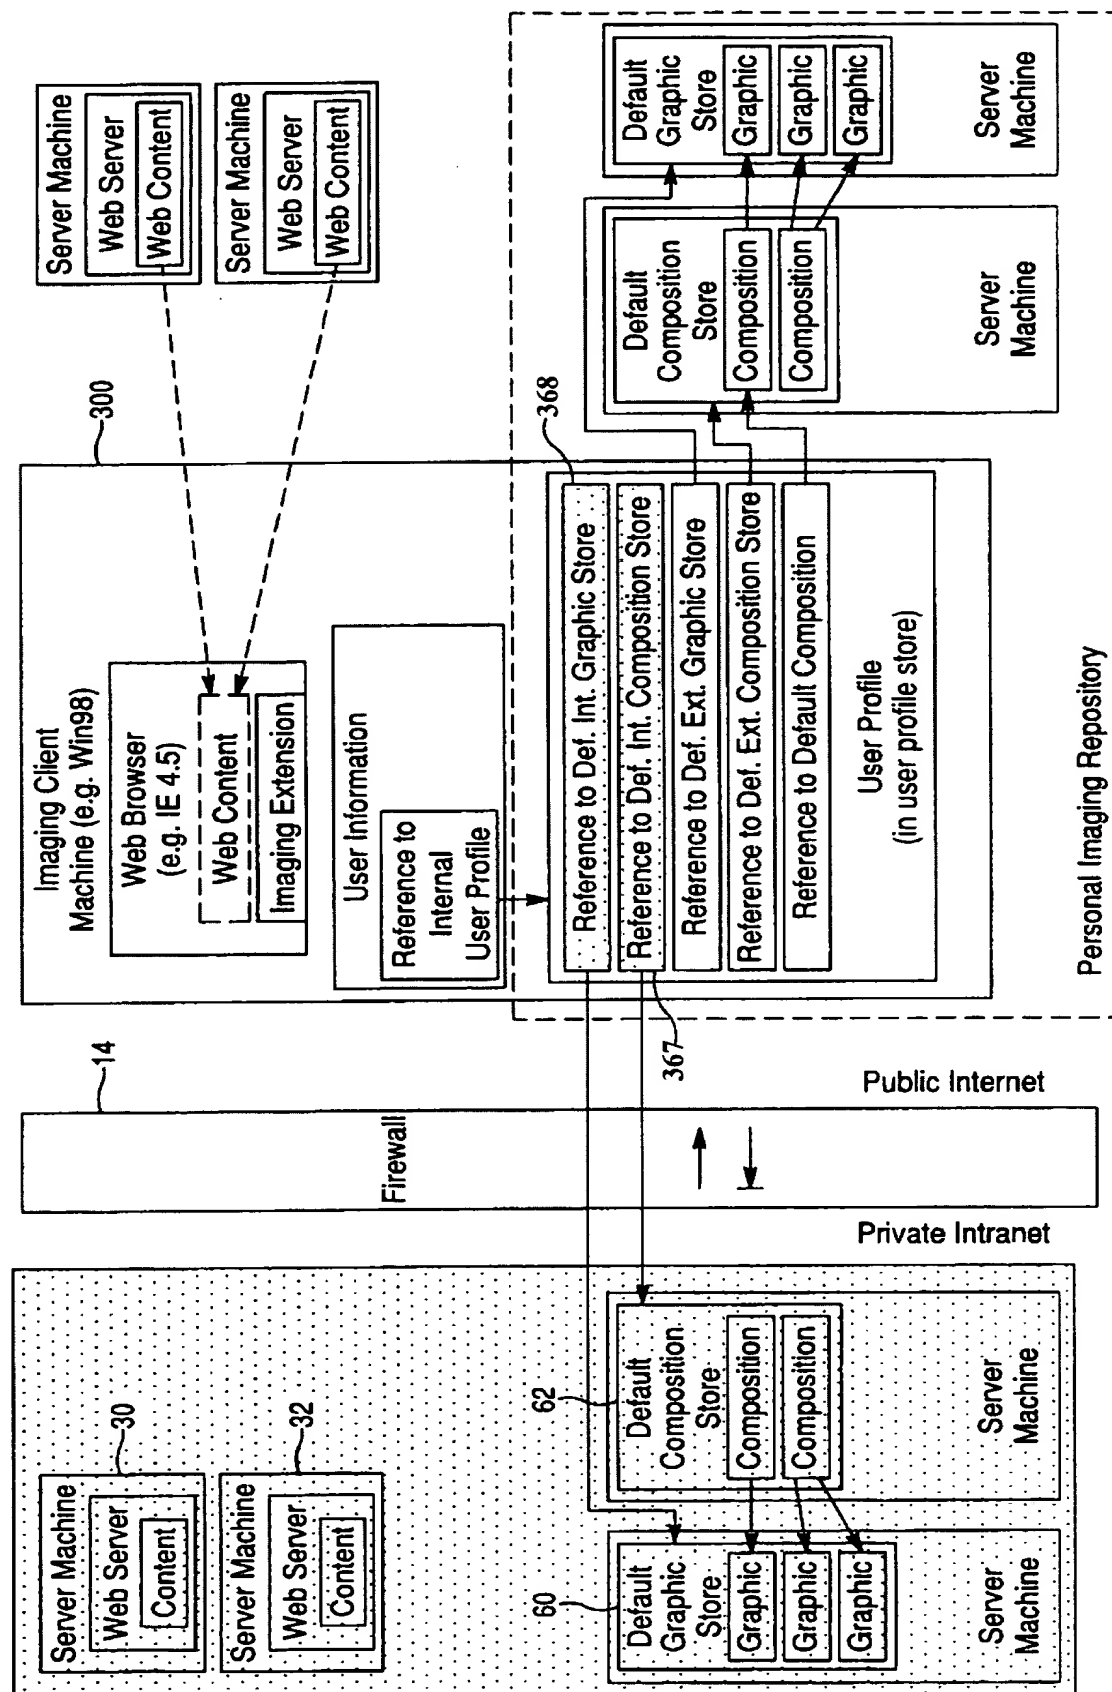 Server Machine
Web Server
Content
30
Server Machine
Web Server
Content
32
60
Default
Graphic
Store
Graphic
Graphic
Graphic
Server
Machine
62
Default
Composition
Store
Composition
Composition
Server
Machine
Private Intranet
Firewall
14
Public Internet
300
Imaging Client
Machine (e.g. Win98)
Web Browser
(e.g. IE 4.5)
Web Content
Imaging Extension
User Information
Reference to
Internal
User Profile
368
Reference to Def. Int. Graphic Store
Reference to Def. Int. Composition Store
367
Reference to Def. Ext. Graphic Store
Reference to Def. Ext. Composition Store
Reference to Default Composition
User Profile
(in user profile store)
Personal Imaging Repository
Server Machine
Web Server
Web Content
Server Machine
Web Server
Web Content
Default
Composition
Store
Composition
Composition
Server
Machine
Default
Graphic
Store
Graphic
Graphic
Graphic
Server
Machine